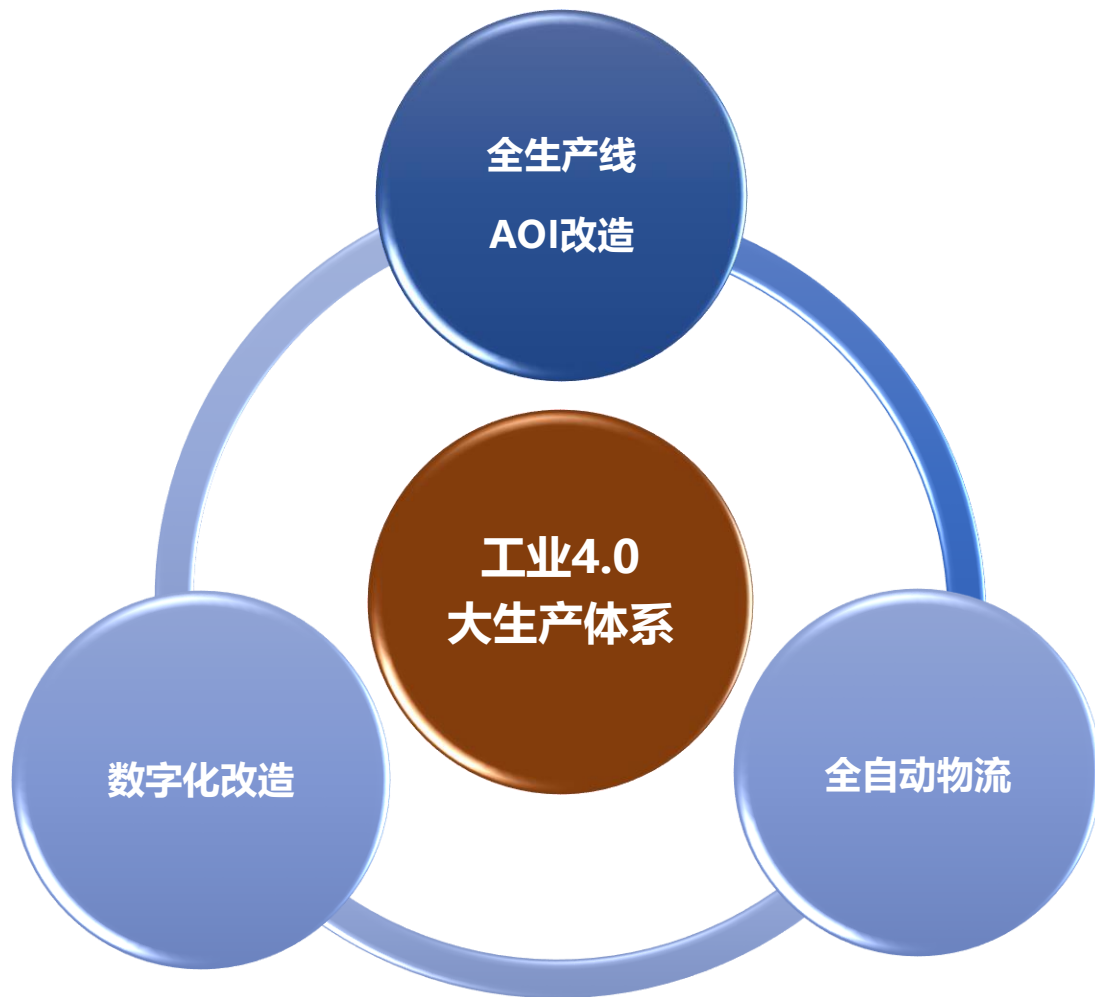 全生产线
AOI改造
工业4.0
大生产体系
数字化改造
全自动物流